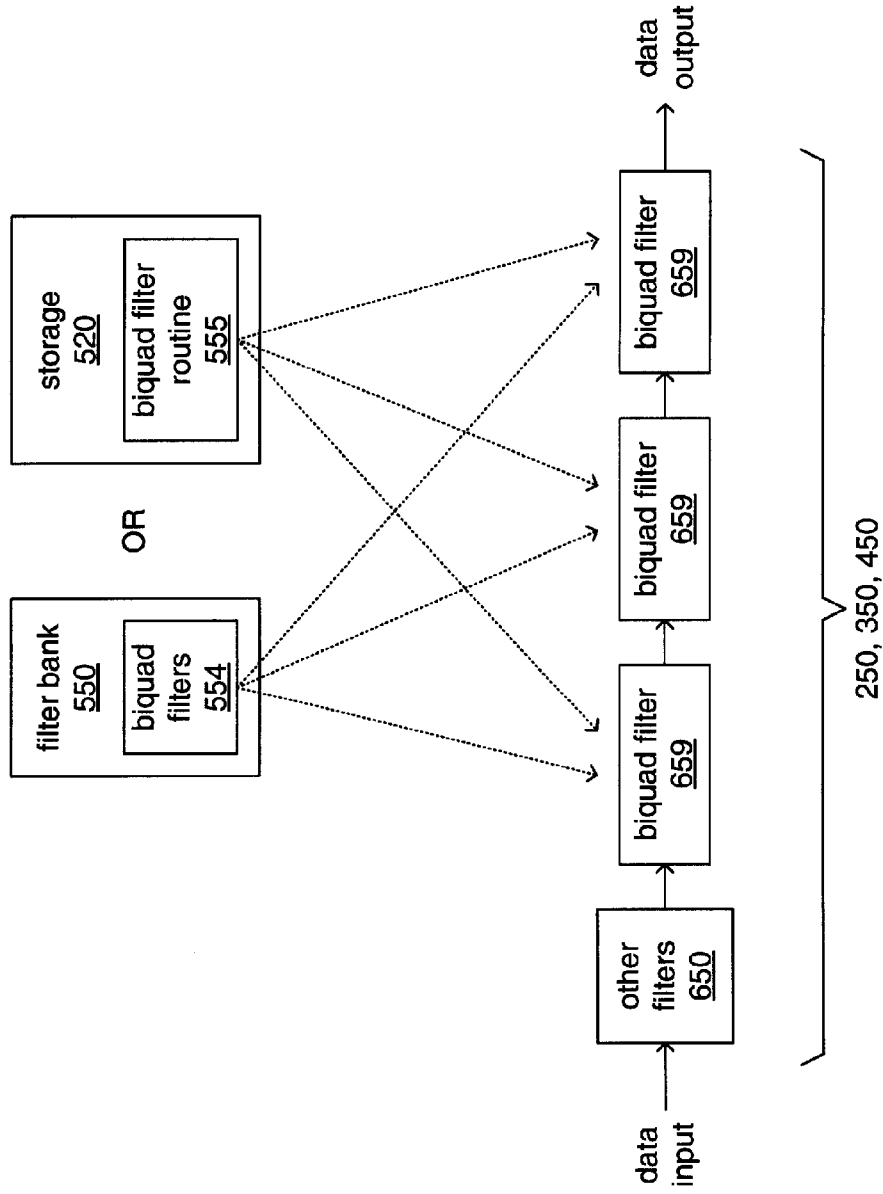 filter bank
550
biquad
filters
554
OR
storage
520
biquad filter
routine
555
data
input
other
filters
650
biquad filter
659
biquad filter
659
biquad filter
659
data
output
250, 350, 450